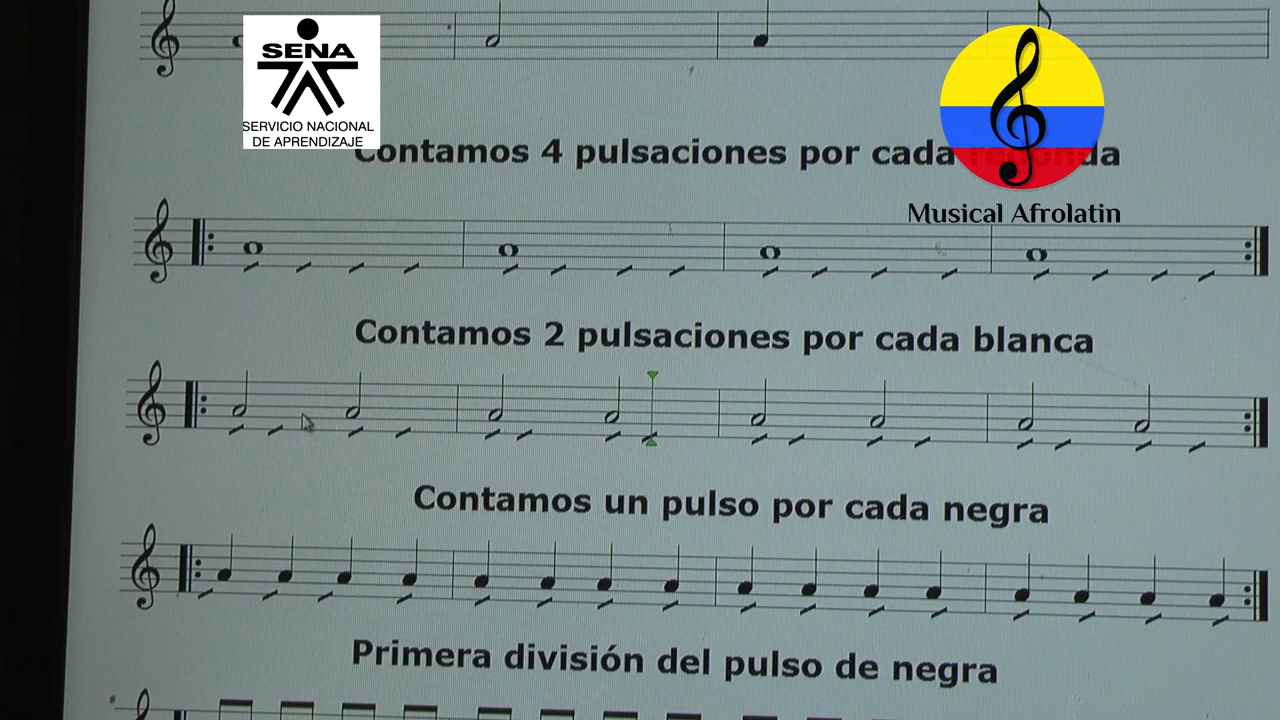 SENA
SERVICIO NACIONAL
DE APRENDIZAJE
Contamos 4 pulsaciones por cada redonda
Musical Afrolatin
Contamos 2 pulsaciones por cada blanca
Contamos un pulso por cada negra
Primera división del pulso de negra